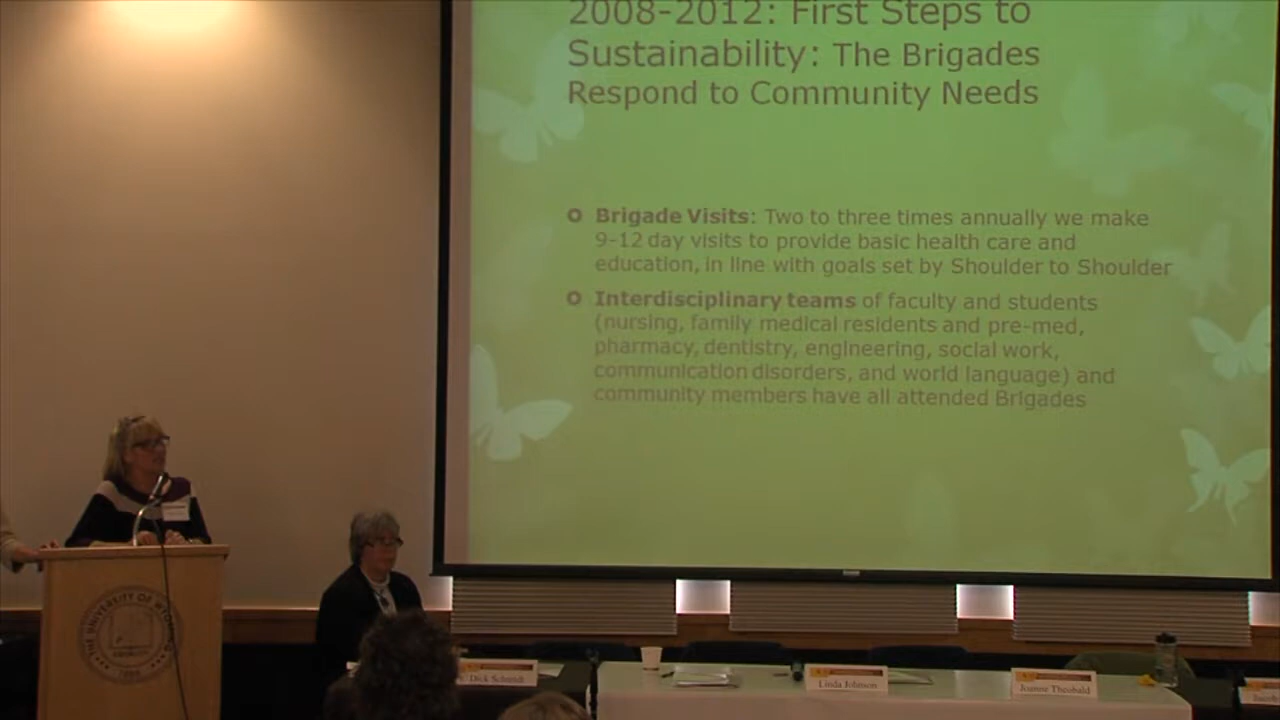 2008-2012: First Steps to
Sustainability: The Brigades
Respond to Community Needs
Brigade Visits: Two to three times annually we make
9-12 day visits to provide basic health care and
education, in line with goals set by Shoulder to Shoulder
Interdisciplinary teams of faculty and students
(nursing, family medical residents and pre-med,
pharmacy, dentistry, engineering, social work,
communication disorders, and world language) and
community members have all attended Brigades
THE UNIVERSITY OF WYOMING
Dick Schmidt
Linda Johnson
Joanne Theobald